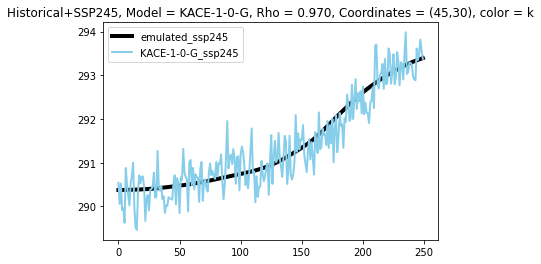 Historical+SSP245, Model = KACE-1-0-G, Rho = 0.970, Coordinates = (45,30), color = k
emulated_ssp245
KACE-1-0-G_ssp245
294
293
292
291
290
0 50 100 150 200 250